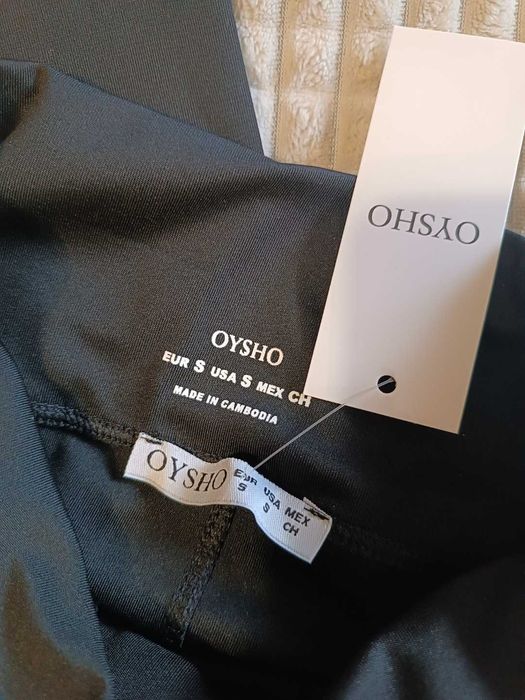 OYSHO
OYSHO
EUR S USA S MEX CH
MADE IN CAMBODIA
OYSHO
EUR USA MEX
S S CH